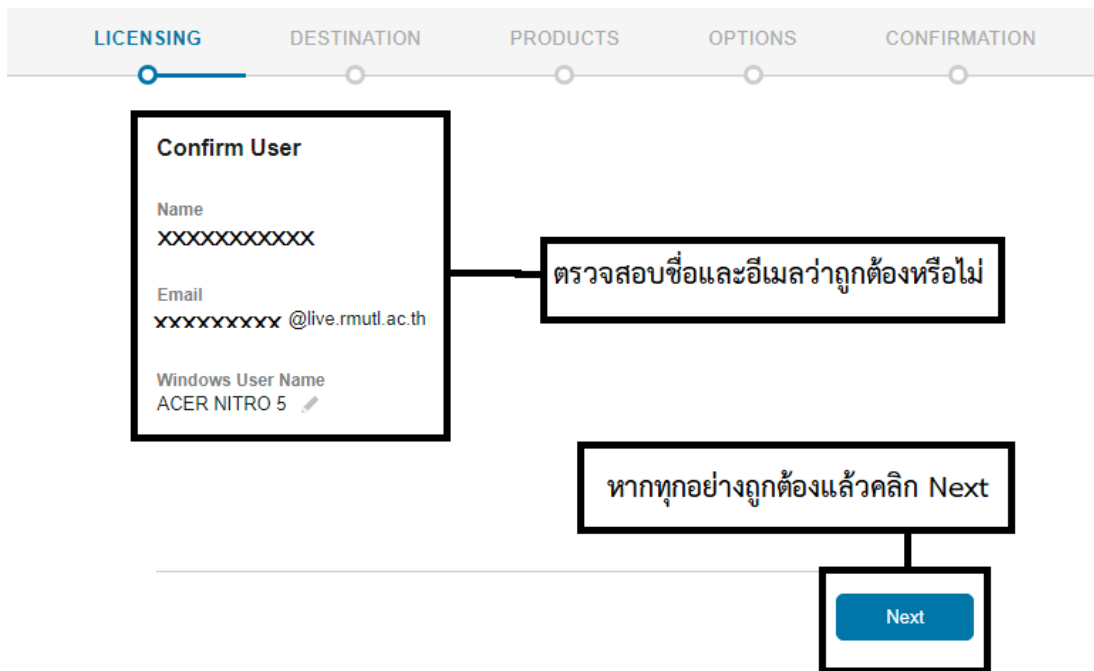 LICENSING DESTINATION PRODUCTS OPTIONS CONFIRMATION
Confirm User
Name
XXXXXXXXXXX
ตรวจสอบชื่อและอีเมลว่าถูกต้องหรือไม่
Email
XXXXXXXXX @live.rmutl.ac.th
Windows User Name
ACER NITRO 5
หากทุกอย่างถูกต้องแล้วคลิก Next
Next